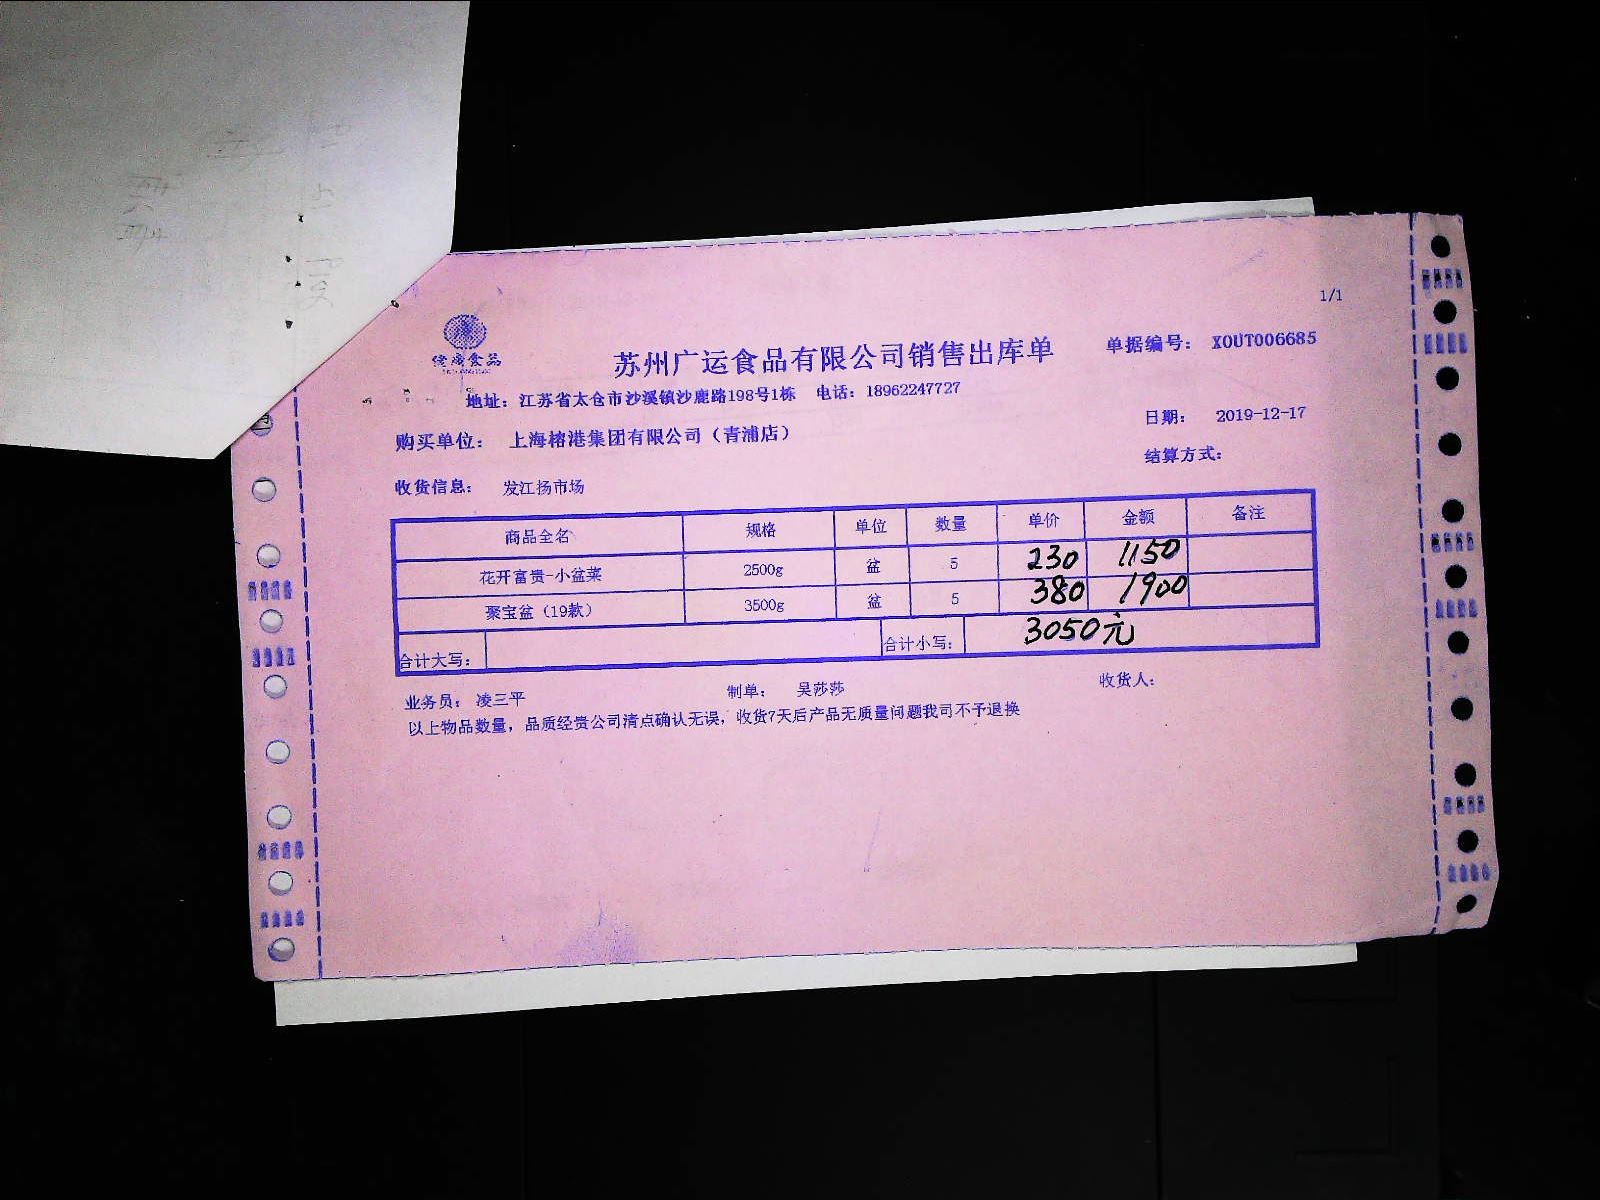 1/1
苏州广运食品有限公司销售出库单
单据编号： XOUT006685
地址：江苏省太仓市沙溪镇沙鹿路198号1栋 电话：18962247727
日期： 2019-12-17
购买单位： 上海榕港集团有限公司（青浦店）
结算方式：
收货信息： 发江扬市场
商品全名 规格 单位 数量 单价 金额 备注
花开富贵-小盆菜 2500g 盆 5 230 1150
聚宝盆（19款） 3500g 盆 5 380 1900
合计大写： 合计小写： 3050元
业务员： 凌三平 制单： 吴莎莎 收货人：
以上物品数量，品质经贵公司清点确认无误，收货7天后产品无质量问题我司不予退换